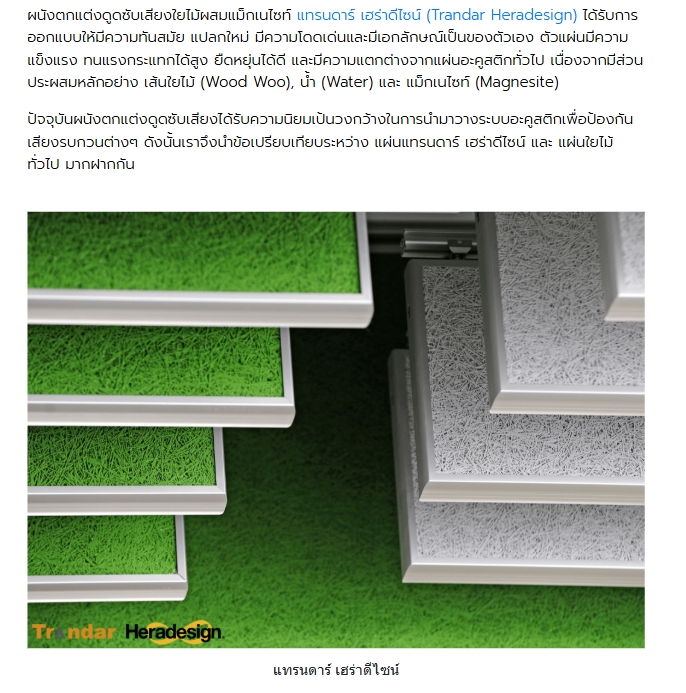 ผนังตกแต่งดูดซับเสียงใยไม้ผสมแม็กเนไซท์ แทรนดาร์ เฮร่าดีไซน์ (Trandar Heradesign) ได้รับการ
ออกแบบให้มีความทันสมัย แปลกใหม่ มีความโดดเด่นและมีเอกลักษณ์เป็นของตัวเอง ตัวแผ่นมีความ
แข็งแรง ทนแรงกระแทกได้สูง ยืดหยุ่นได้ดี และมีความแตกต่างจากแผ่นอะคูสติกทั่วไป เนื่องจากมีส่วน
ประผสมหลักอย่าง เส้นใยไม้ (Wood Woo), น้ำ (Water) และ แม็กเนไซท์ (Magnesite)
ปัจจุบันผนังตกแต่งดูดซับเสียงได้รับความนิยมเป้นวงกว้างในการนำมาวางระบบอะคูสติกเพื่อป้องกัน
เสียงรบกวนต่างๆ ดังนั้นเราจึงนำข้อเปรียบเทียบระหว่าง แผ่นแทรนดาร์ เฮร่าดีไซน์ และ แผ่นใยไม้
ทั่วไป มาฝากกัน
Trandar Heradesign
แทรนดาร์ เฮร่าดีไซน์